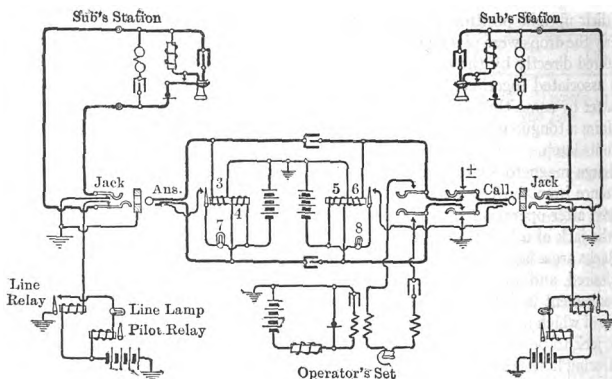 Sub's Station
Sub's Station
Jack
Ans.
3
4
5
6
±
Call.
Jack
7
8
Line
Relay
Line Lamp
Pilot Relay
Operator's Set